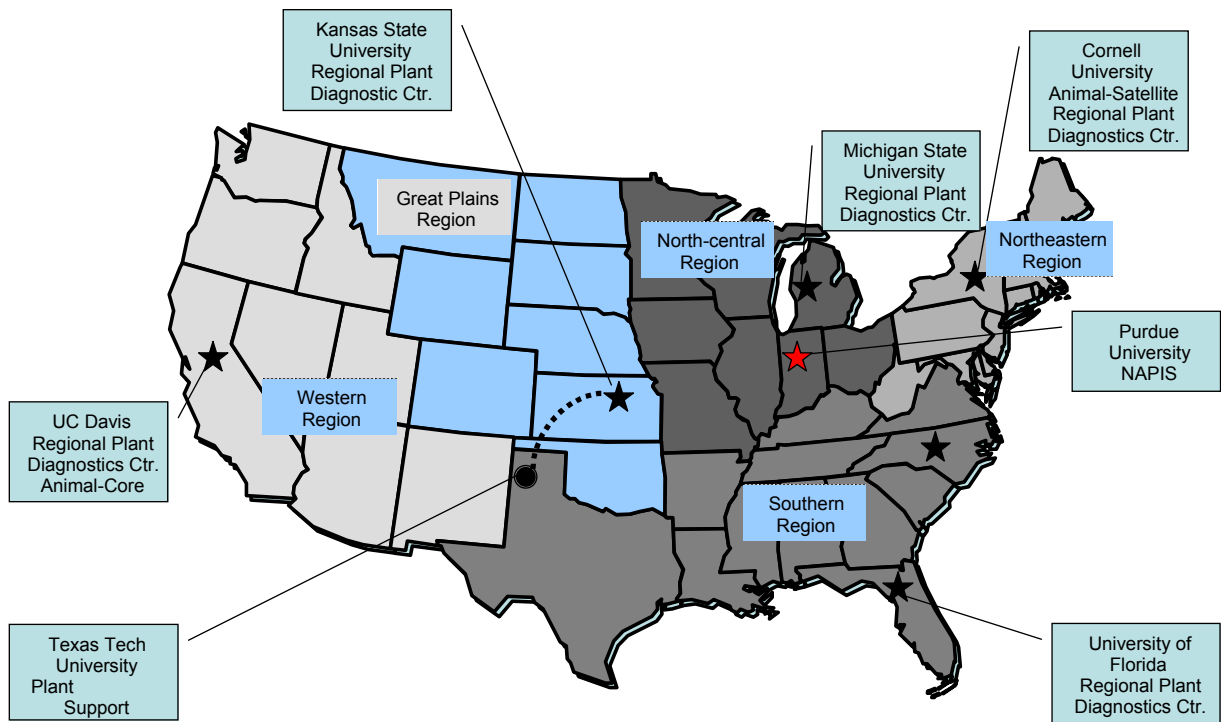 Kansas State
University
Regional Plant
Diagnostic Ctr.
Cornell
University
Animal-Satellite
Regional Plant
Diagnostics Ctr.
Michigan State
University
Regional Plant
Diagnostics Ctr.
Great Plains
Region
North-central
Region
Northeastern
Region
Purdue
University
NAPIS
Western
Region
UC Davis
Regional Plant
Diagnostics Ctr.
Animal-Core
Southern
Region
Texas Tech
University
Plant
Support
University of
Florida
Regional Plant
Diagnostics Ctr.